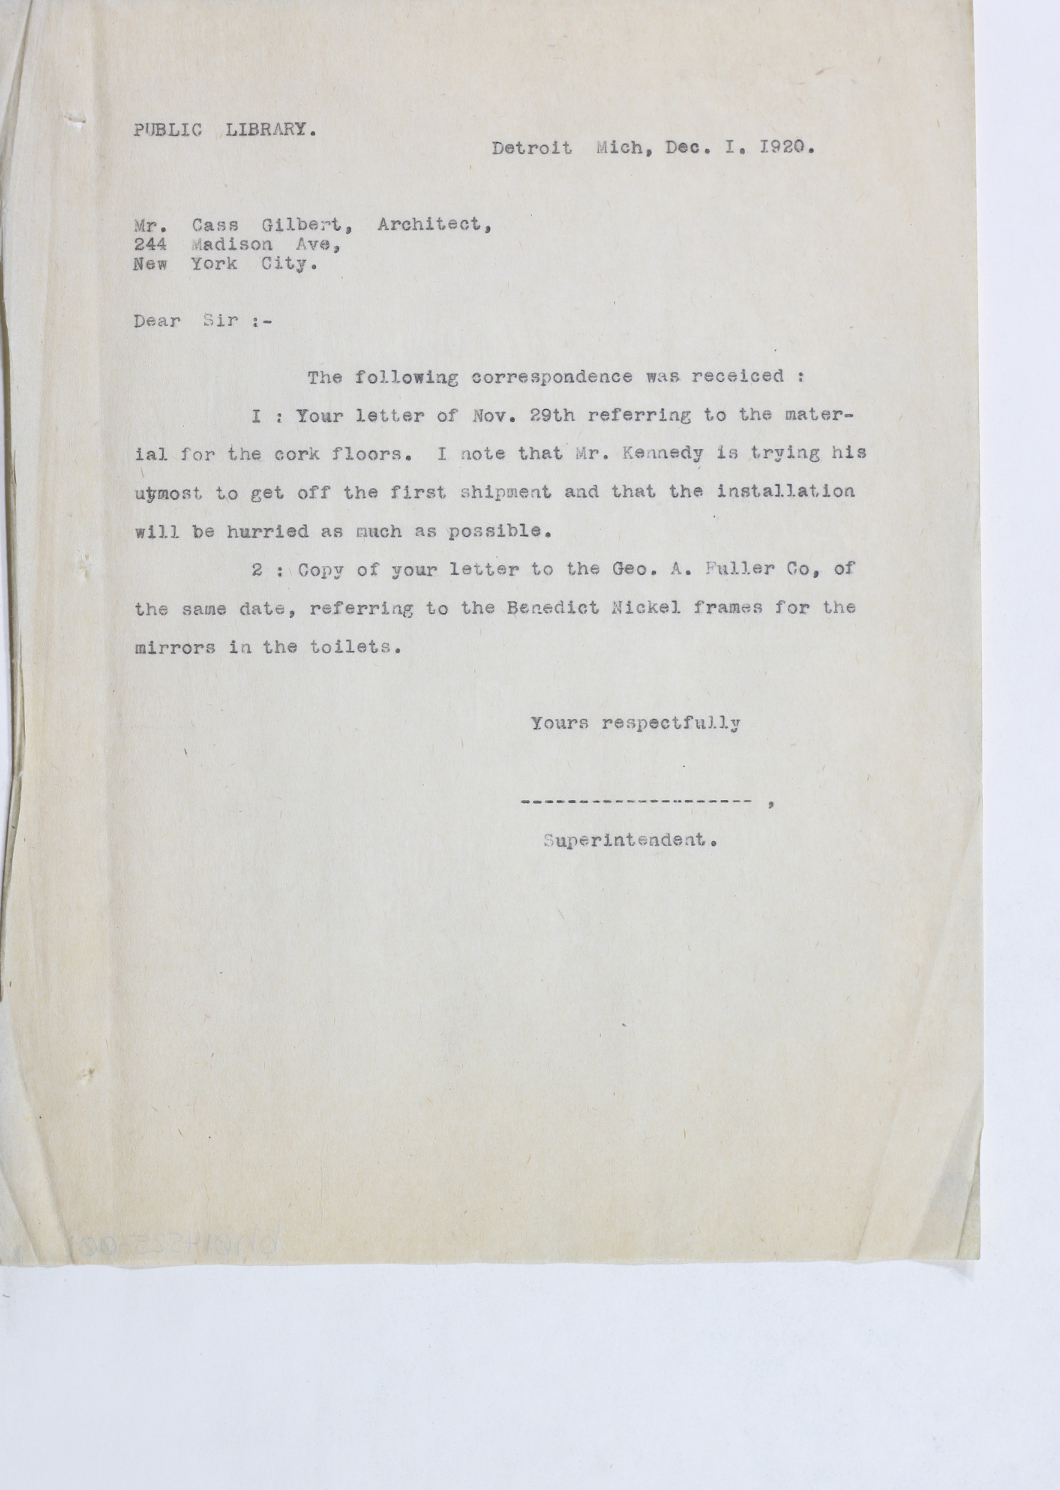 PUBLIC LIBRARY.
Detroit Mich, Dec. I. I920.
Mr. Cass Gilbert, Architect,
244 Madison Ave,
New York City.
Dear Sir :-
The following correspondence was receiced :
I : Your letter of Nov. 29th referring to the mater-
ial for the cork floors. I note that Mr. Kennedy is trying his
utmost to get off the first shipment and that the installation
will be hurried as much as possible.
2 : Copy of your letter to the Geo. A. Fuller Co, of
the same date, referring to the Benedict Nickel frames for the
mirrors in the toilets.
Yours respectfully
-------------------- ,
Superintendent.